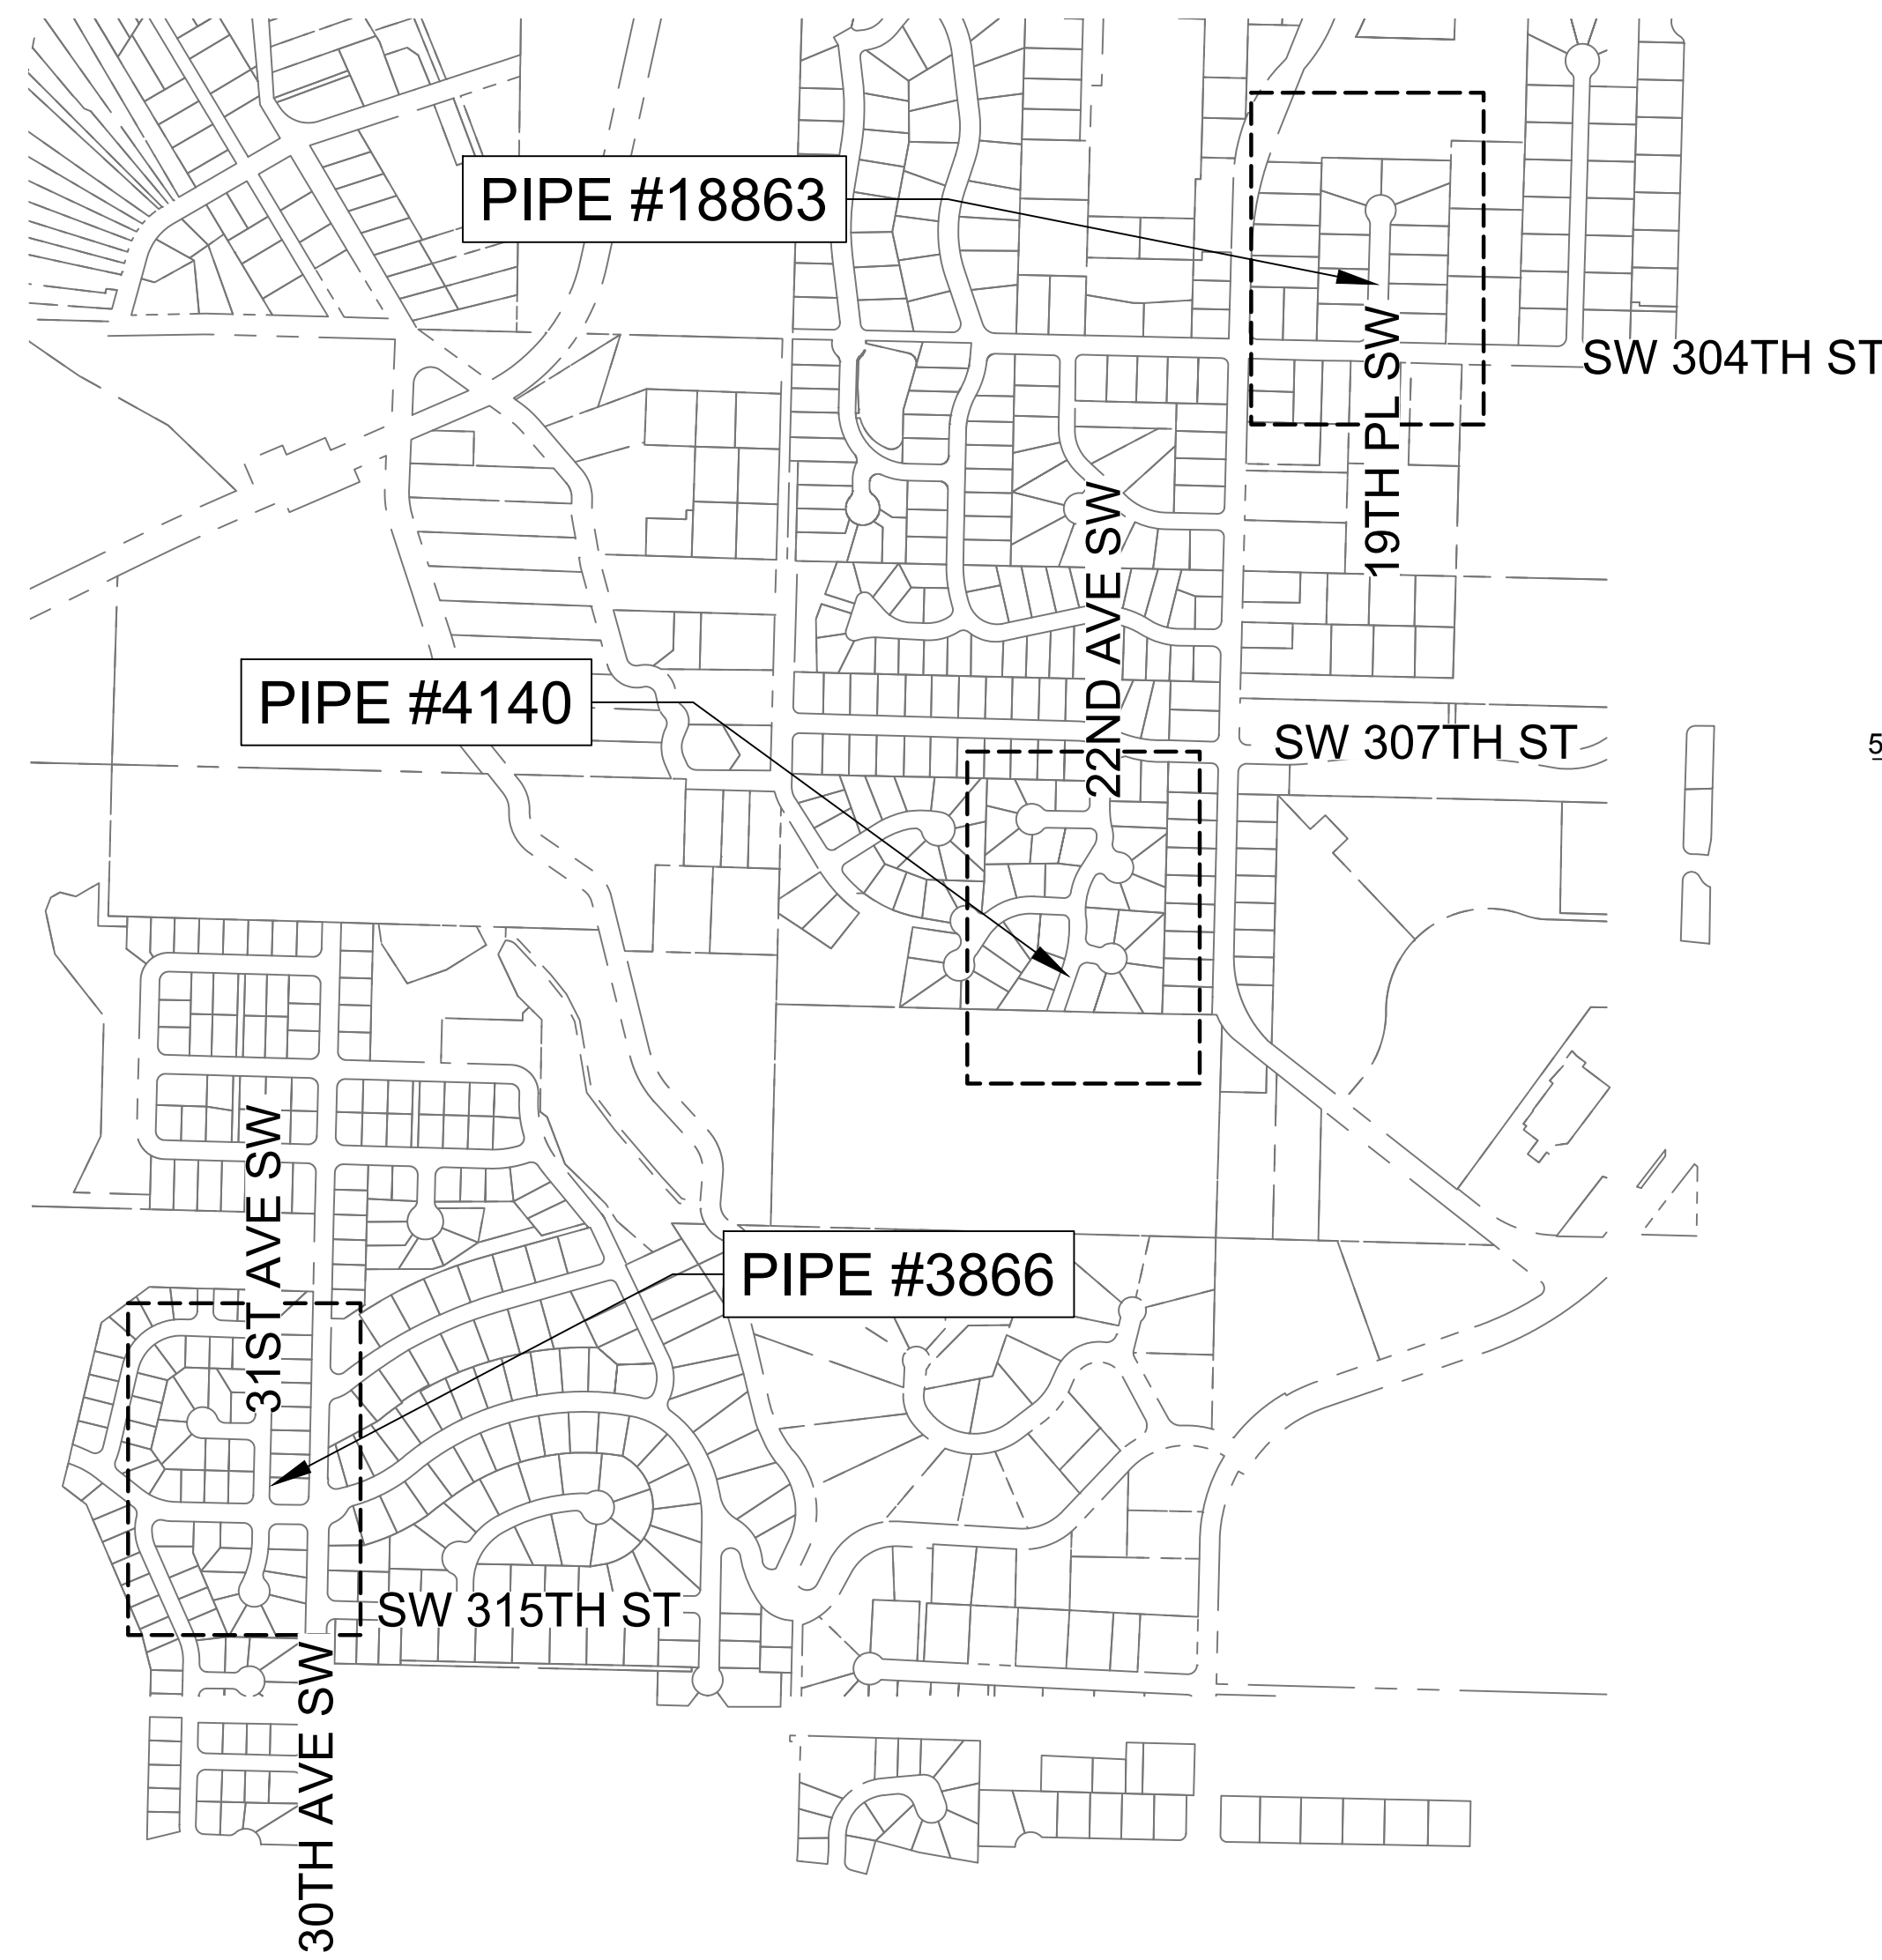 PIPE #18863
SW 304TH ST
19TH PL SW
22ND AVE SW
PIPE #4140
SW 307TH ST
5
31ST AVE SW
PIPE #3866
SW 315TH ST
30TH AVE SW